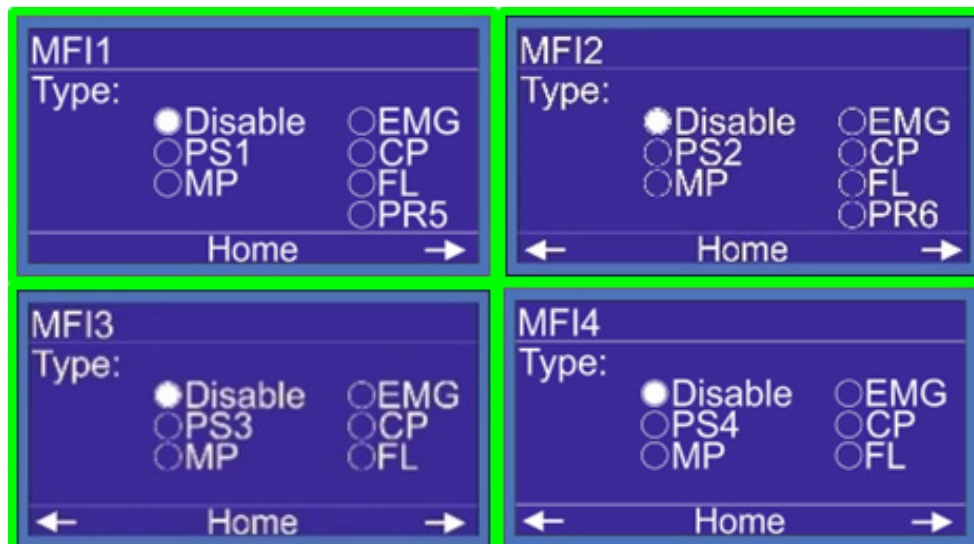 MFI1
Type:
Disable EMG
PS1 CP
MP FL
PR5
Home
MFI2
Type:
Disable EMG
PS2 CP
MP FL
PR6
Home
MFI3
Type:
Disable EMG
PS3 CP
MP FL
Home
MFI4
Type:
Disable EMG
PS4 CP
MP FL
Home